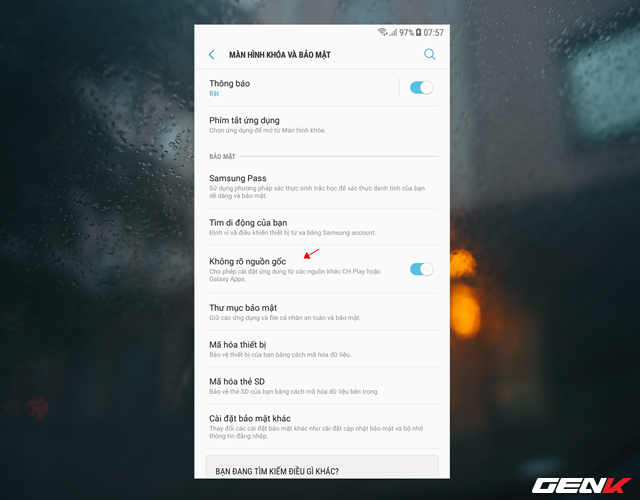 97% 07:57
MÀN HÌNH KHÓA VÀ BẢO MẬT
Thông báo
Bật
Phím tắt ứng dụng
Chọn ứng dụng để mở từ Màn hình khóa.
BẢO MẬT
Samsung Pass
Sử dụng phương pháp xác thực sinh trắc học để xác thực danh tính của bạn
dễ dàng và bảo mật.
Tìm di động của bạn
Định vị và điều khiển thiết bị từ xa bằng Samsung account.
Không rõ nguồn gốc
Cho phép cài đặt ứng dụng từ các nguồn khác CH Play hoặc
Galaxy Apps.
Thư mục bảo mật
Giữ các ứng dụng và file cá nhân an toàn và bảo mật.
Mã hóa thiết bị
Bảo vệ thiết bị của bạn bằng cách mã hóa dữ liệu.
Mã hóa thẻ SD
Bảo vệ thẻ SD của bạn bằng cách mã hóa dữ liệu bên trong.
Cài đặt bảo mật khác
Thay đổi các cài đặt bảo mật khác như cài đặt cập nhật bảo mật và bộ nhớ
thông tin đăng nhập.
BẠN ĐANG TÌM KIẾM ĐIỀU GÌ KHÁC?
GENK